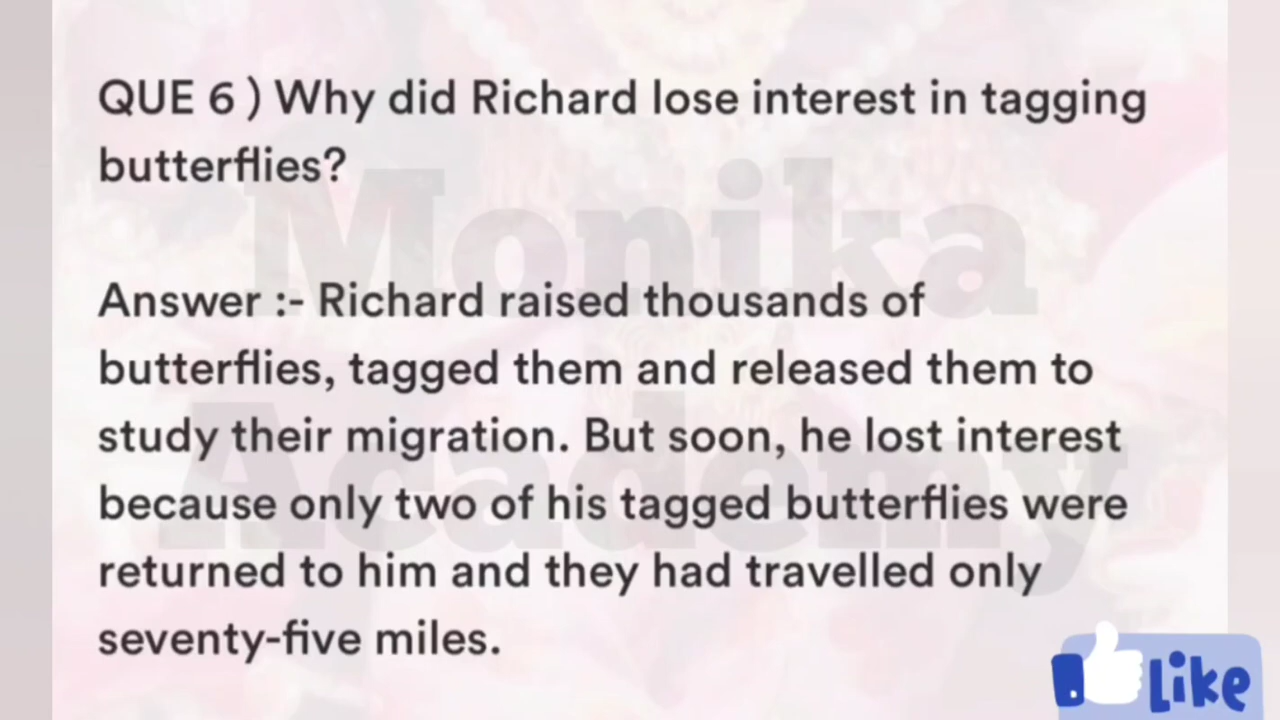 QUE 6 ) Why did Richard lose interest in tagging
butterflies?
Answer :- Richard raised thousands of
butterflies, tagged them and released them to
study their migration. But soon, he lost interest
because only two of his tagged butterflies were
returned to him and they had travelled only
seventy-five miles.
Monika
Academy
Like